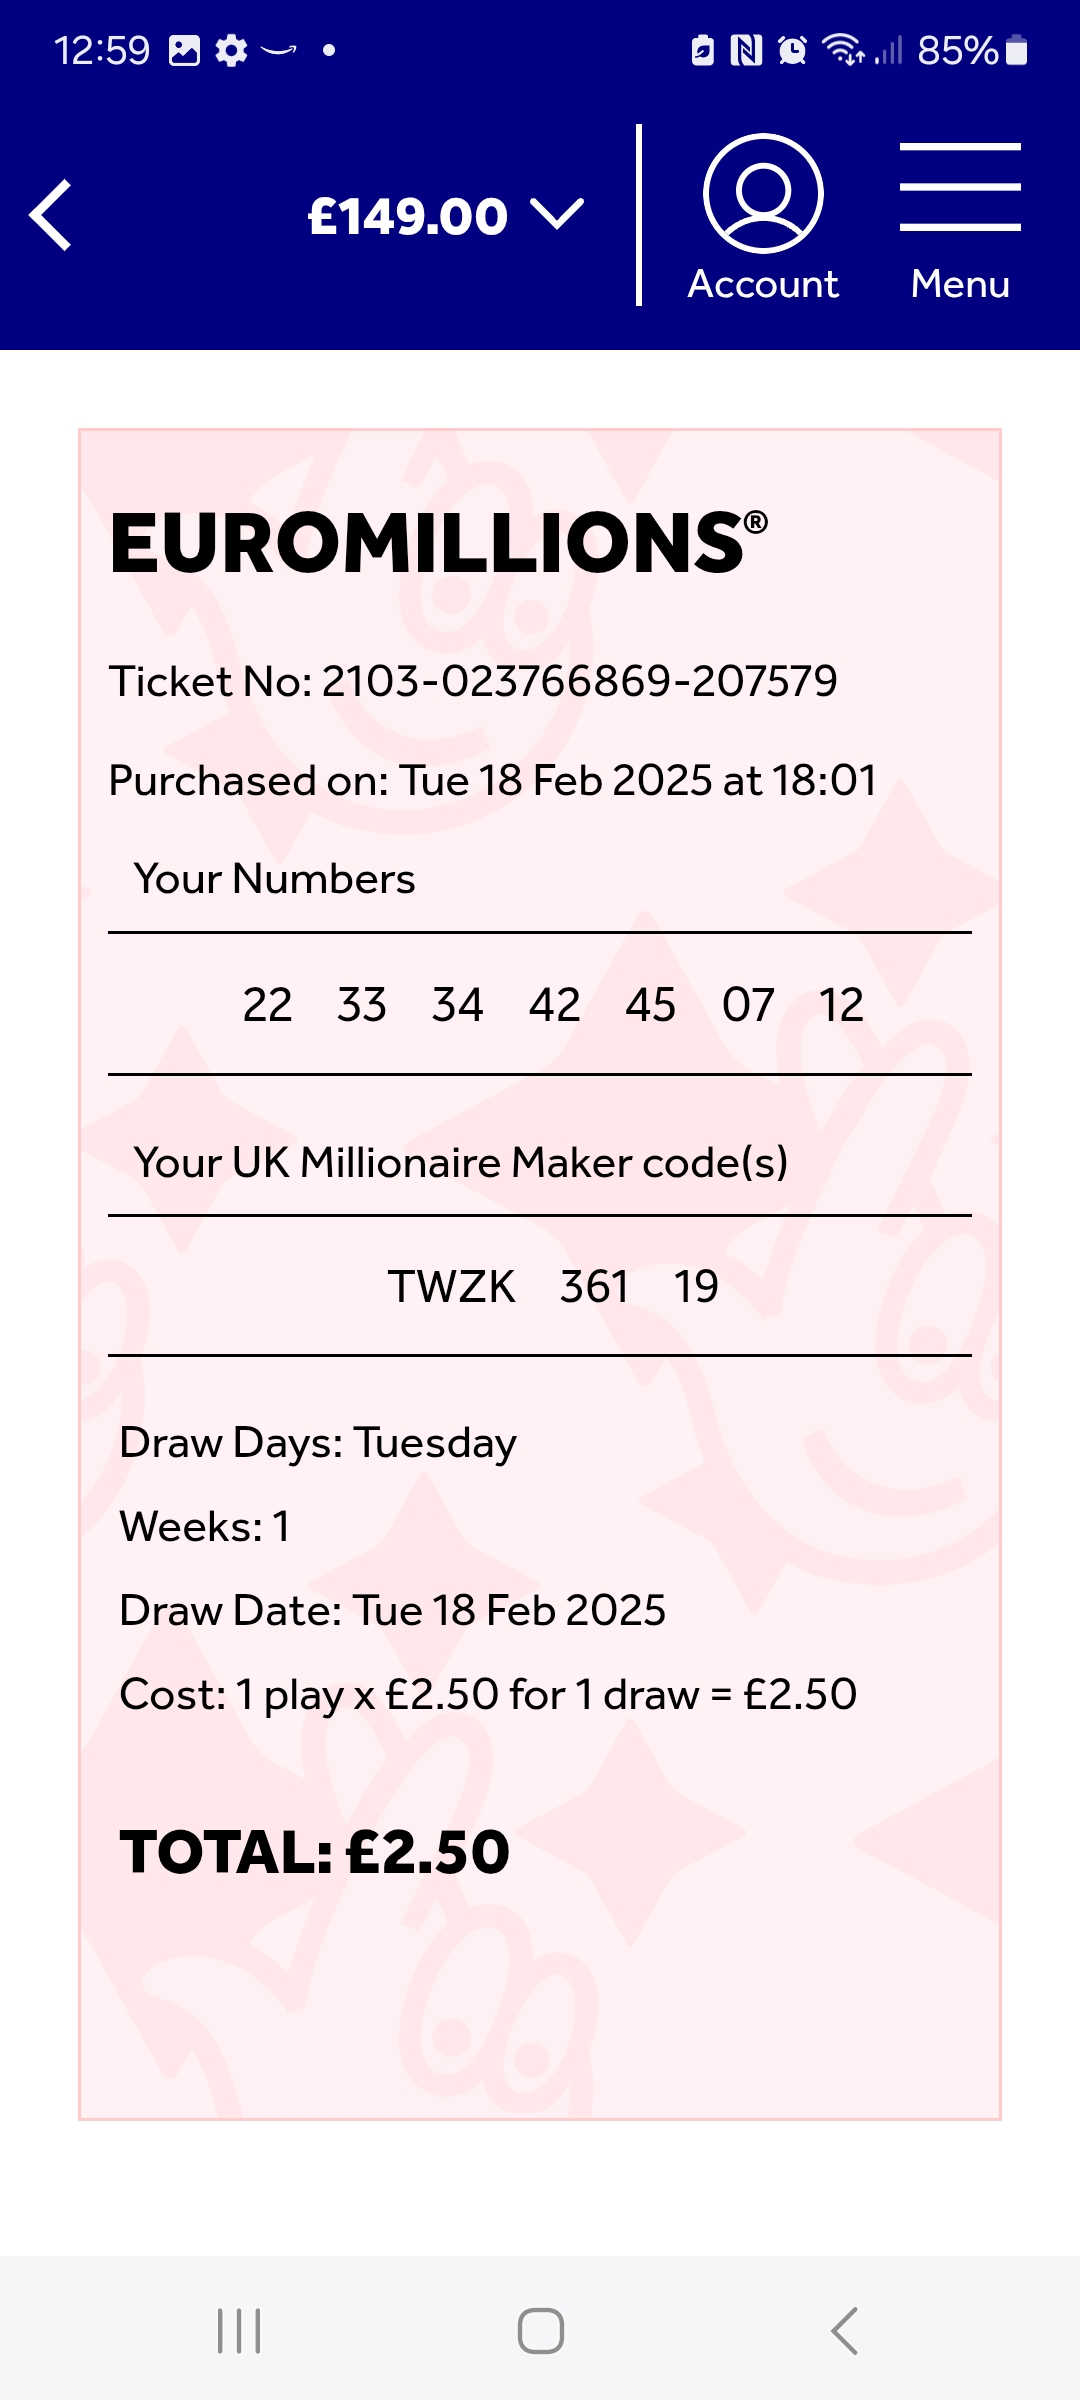 12:59 85%
£149.00
Account Menu
EUROMILLIONS®
Ticket No: 2103-023766869-207579
Purchased on: Tue 18 Feb 2025 at 18:01
Your Numbers
22 33 34 42 45 07 12
Your UK Millionaire Maker code(s)
TWZK 361 19
Draw Days: Tuesday
Weeks: 1
Draw Date: Tue 18 Feb 2025
Cost: 1 play x £2.50 for 1 draw = £2.50
TOTAL: £2.50